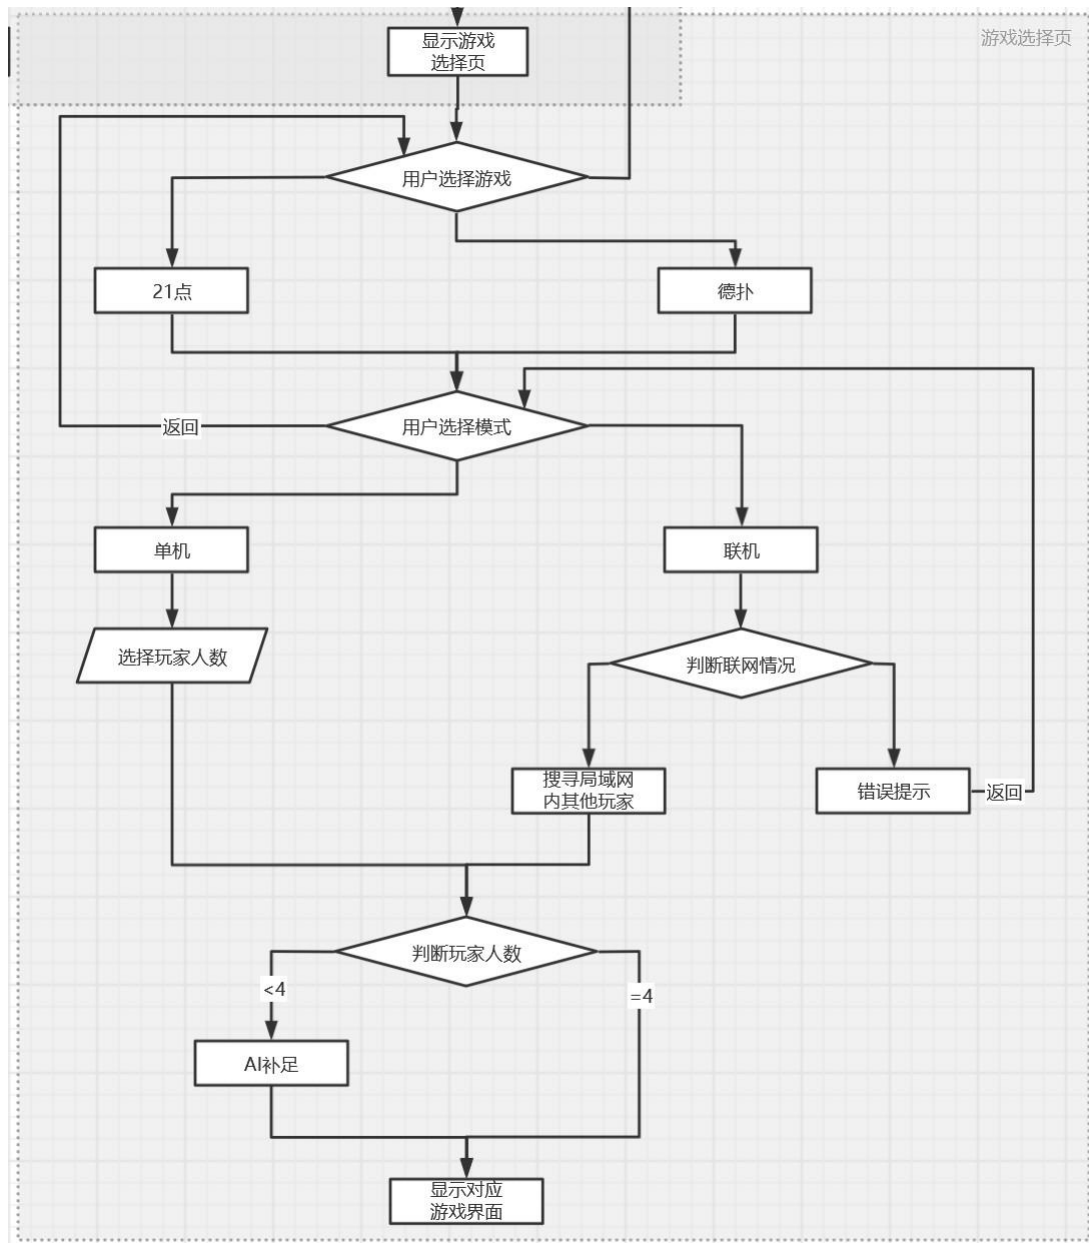 游戏选择页
显示游戏
选择页
用户选择游戏
21点
德扑
用户选择模式
返回
单机
联机
选择玩家人数
判断联网情况
搜寻局域网
内其他玩家
错误提示
返回
判断玩家人数
<4
=4
AI补足
显示对应
游戏界面